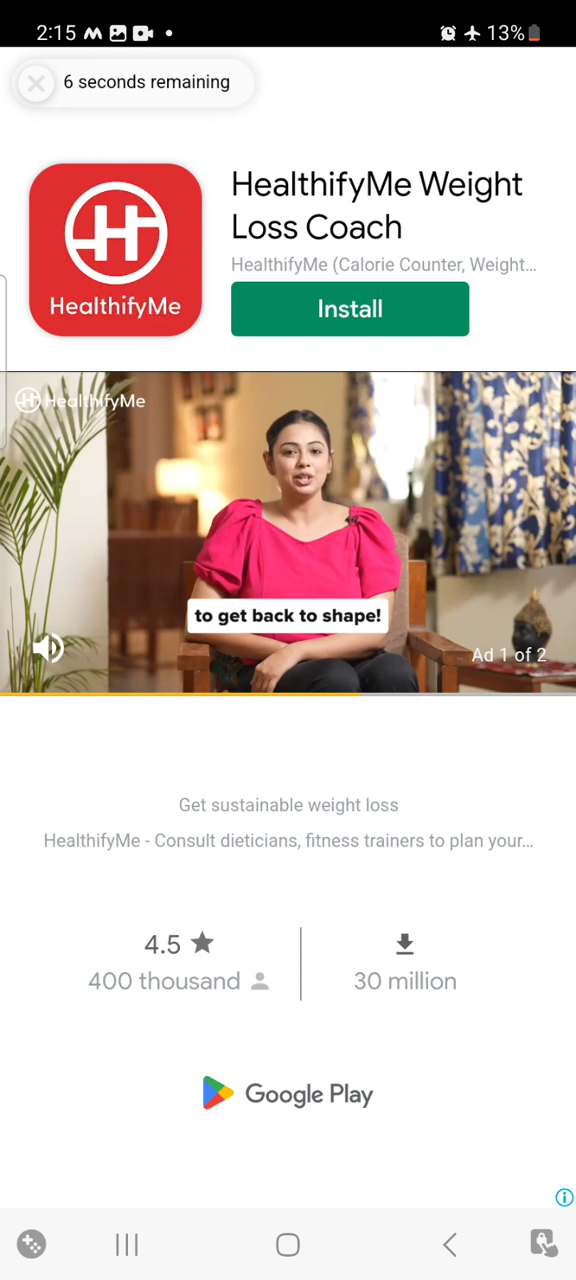 2:15
13%
6 seconds remaining
HealthifyMe Weight
Loss Coach
HealthifyMe (Calorie Counter, Weight...
HealthifyMe
Install
HealthifyMe
to get back to shape!
Ad 1 of 2
Get sustainable weight loss
HealthifyMe - Consult dieticians, fitness trainers to plan your...
4.5
400 thousand
30 million
Google Play